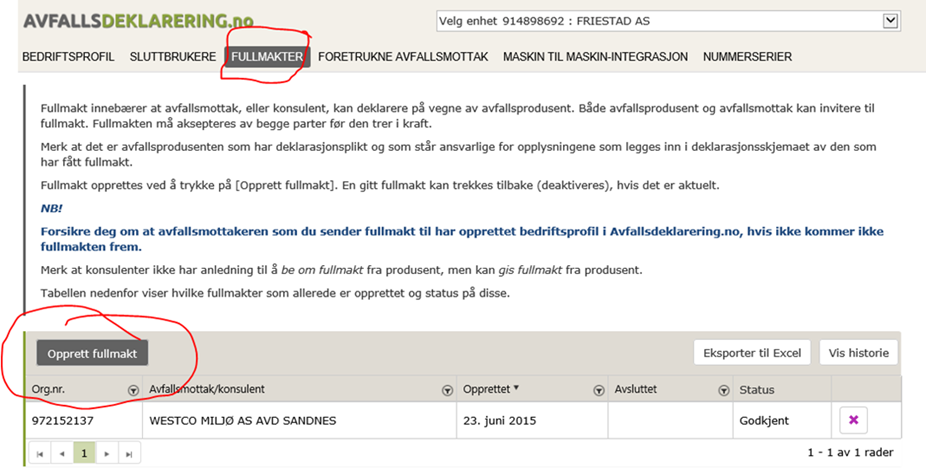 AVFALLSDEKLARERING.no
Velg enhet 914898692 : FRIESTAD AS
BEDRIFTSPROFIL SLUTTBRUKERE FULLMAKTER FORETRUKNE AVFALLSMOTTAK MASKIN TIL MASKIN-INTEGRASJON NUMMERSERIER
Fullmakt innebærer at avfallsmottak, eller konsulent, kan deklarere på vegne av avfallsprodusent. Både avfallsprodusent og avfallsmottak kan invitere til
fullmakt. Fullmakten må aksepteres av begge parter før den trer i kraft.
Merk at det er avfallsprodusenten som har deklarasjonsplikt og som står ansvarlige for opplysningene som legges inn i deklarasjonsskjemaet av den som
har fått fullmakt.
Fullmakt opprettes ved å trykke på [Opprett fullmakt]. En gitt fullmakt kan trekkes tilbake (deaktiveres), hvis det er aktuelt.
NB!
Forsikre deg om at avfallsmottakeren som du sender fullmakt til har opprettet bedriftsprofil i Avfallsdeklarering.no, hvis ikke kommer ikke
fullmakten frem.
Merk at konsulenter ikke har anledning til å be om fullmakt fra produsent, men kan gis fullmakt fra produsent.
Tabellen nedenfor viser hvilke fullmakter som allerede er opprettet og status på disse.
Opprett fullmakt Eksporter til Excel Vis historie
Org.nr. Avfallsmottak/konsulent Opprettet Avsluttet Status
972152137 WESTCO MILJØ AS AVD SANDNES 23. juni 2015 Godkjent
1 1 - 1 av 1 rader